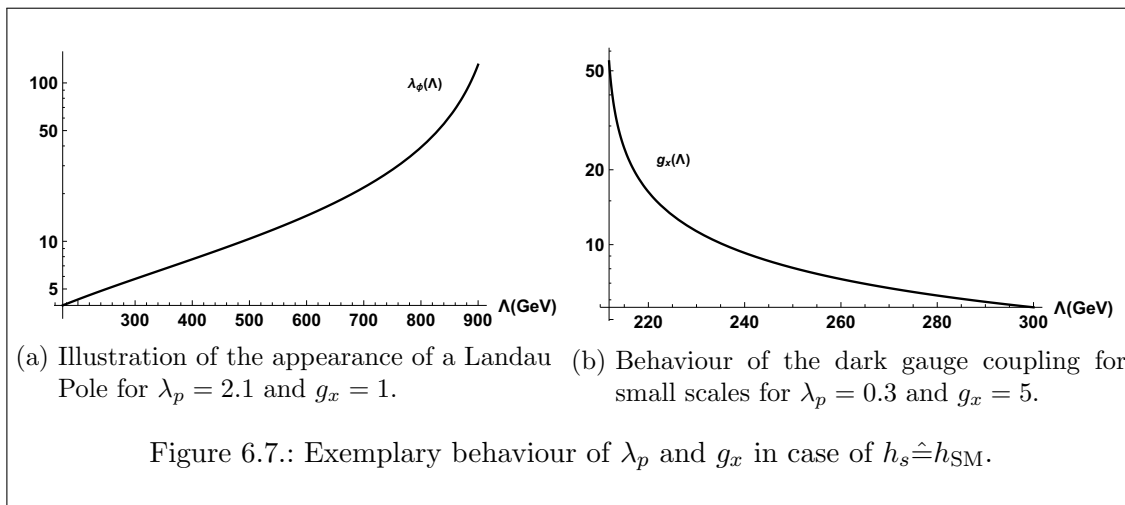 100
50
10
5
λϕ(Λ)
300 400 500 600 700 800 900
Λ(GeV)
50
20
10
gx(Λ)
220 240 260 280 300
Λ(GeV)
(a) Illustration of the appearance of a Landau
Pole for λp = 2.1 and gx = 1.
(b) Behaviour of the dark gauge coupling for
small scales for λp = 0.3 and gx = 5.
Figure 6.7.: Exemplary behaviour of λp and gx in case of hs≙hSM.